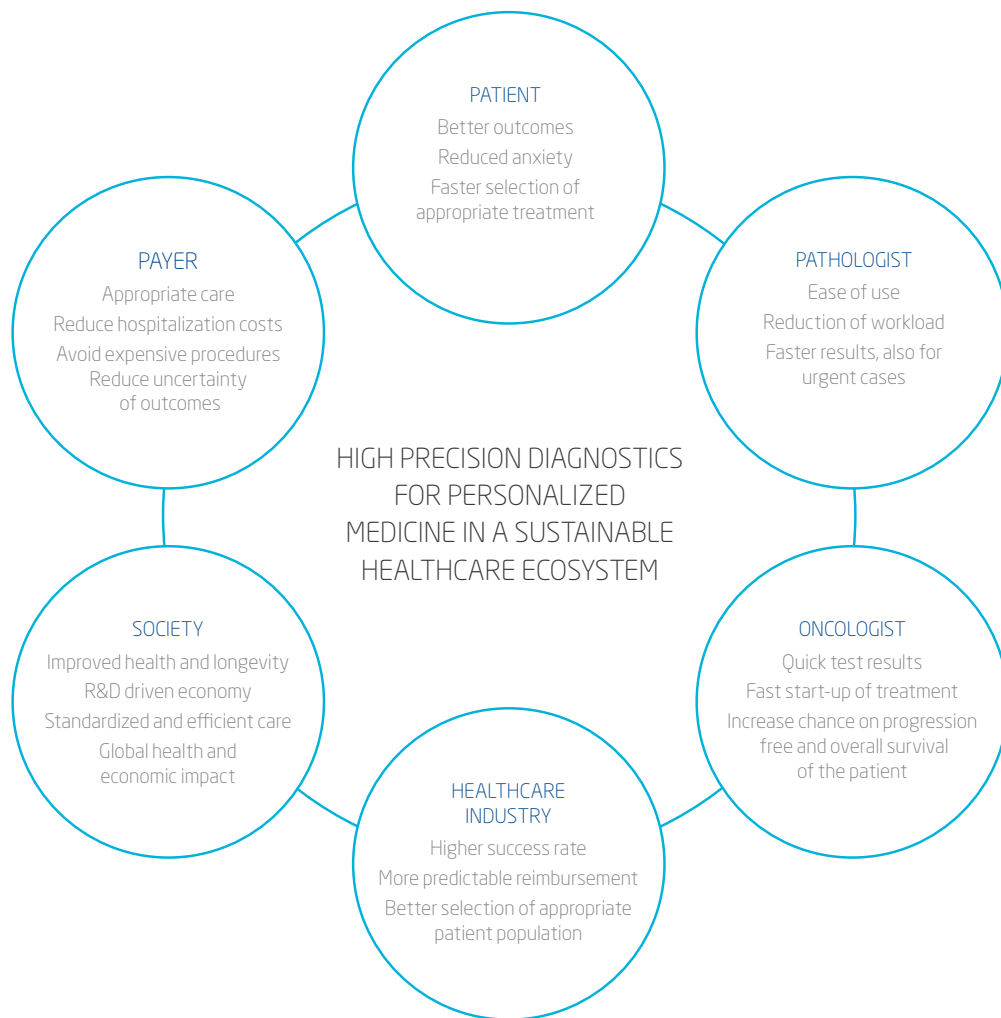 PATIENT
Better outcomes
Reduced anxiety
Faster selection of
appropriate treatment
PATHOLOGIST
Ease of use
Reduction of workload
Faster results, also for
urgent cases
ONCOLOGIST
Quick test results
Fast start-up of treatment
Increase chance on progression
free and overall survival
of the patient
HEALTHCARE
INDUSTRY
Higher success rate
More predictable reimbursement
Better selection of appropriate
patient population
SOCIETY
Improved health and longevity
R&D driven economy
Standardized and efficient care
Global health and
economic impact
PAYER
Appropriate care
Reduce hospitalization costs
Avoid expensive procedures
Reduce uncertainty
of outcomes
HIGH PRECISION DIAGNOSTICS
FOR PERSONALIZED
MEDICINE IN A SUSTAINABLE
HEALTHCARE ECOSYSTEM